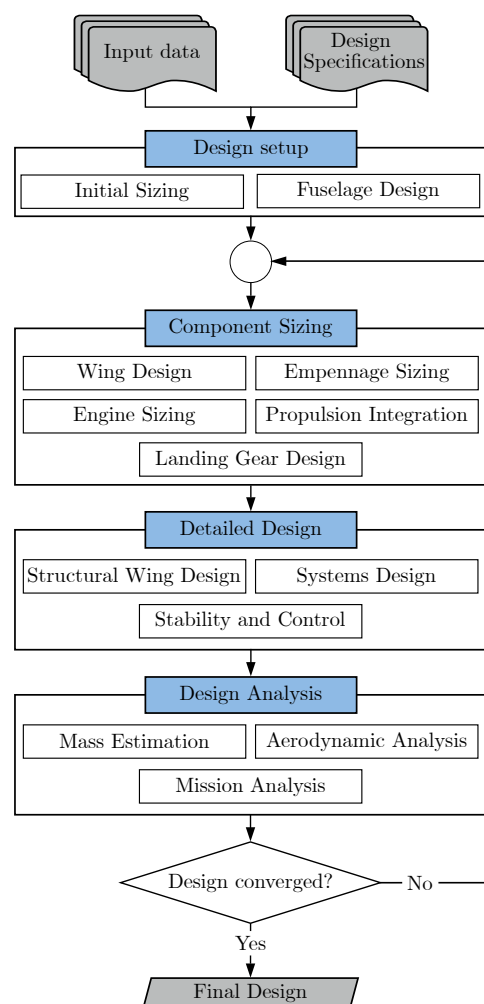 Input data
Design
Specifications
Design setup
Initial Sizing
Fuselage Design
Component Sizing
Wing Design
Empennage Sizing
Engine Sizing
Propulsion Integration
Landing Gear Design
Detailed Design
Structural Wing Design
Systems Design
Stability and Control
Design Analysis
Mass Estimation
Aerodynamic Analysis
Mission Analysis
Design converged?
No
Yes
Final Design